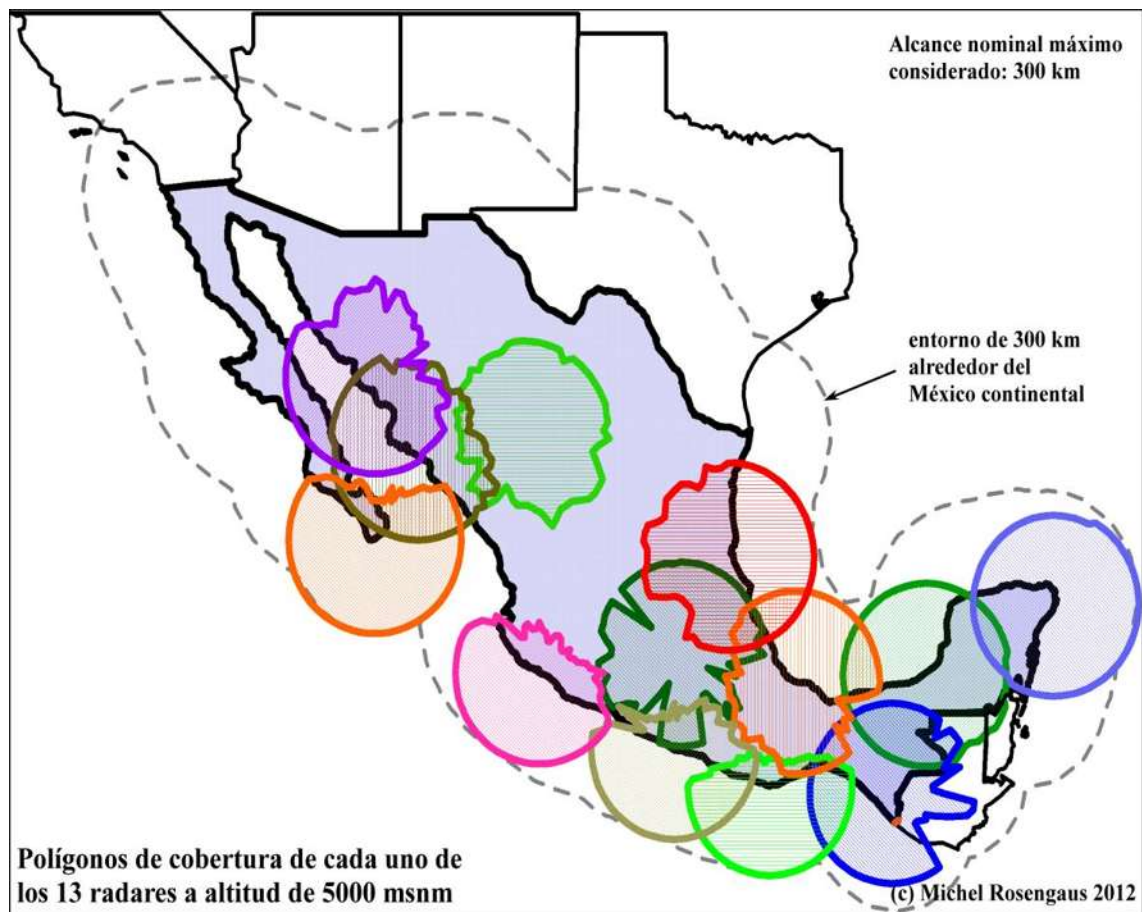 Alcance nominal máximo
considerado: 300 km
entorno de 300 km
alrededor del
México continental
Polígonos de cobertura de cada uno de
los 13 radares a altitud de 5000 msnm
(c) Michel Rosengaus 2012